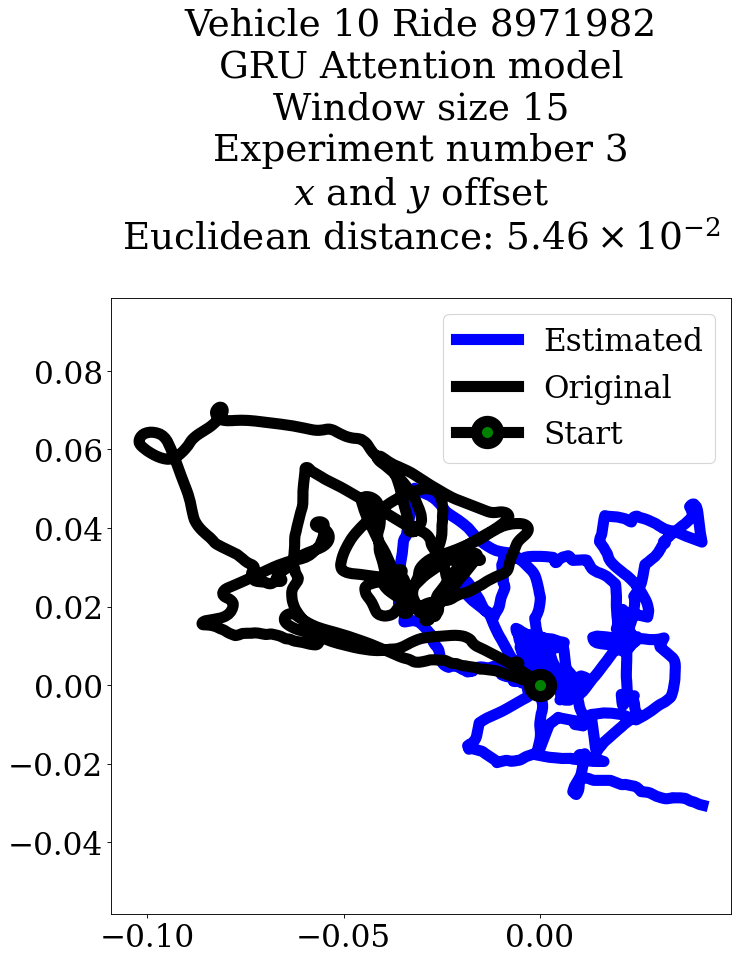 Vehicle 10 Ride 8971982
GRU Attention model
Window size 15
Experiment number 3
x and y offset
Euclidean distance: 5.46 × 10⁻²
Estimated
Original
Start
0.08
0.06
0.04
0.02
0.00
−0.02
−0.04
−0.10 −0.05 0.00